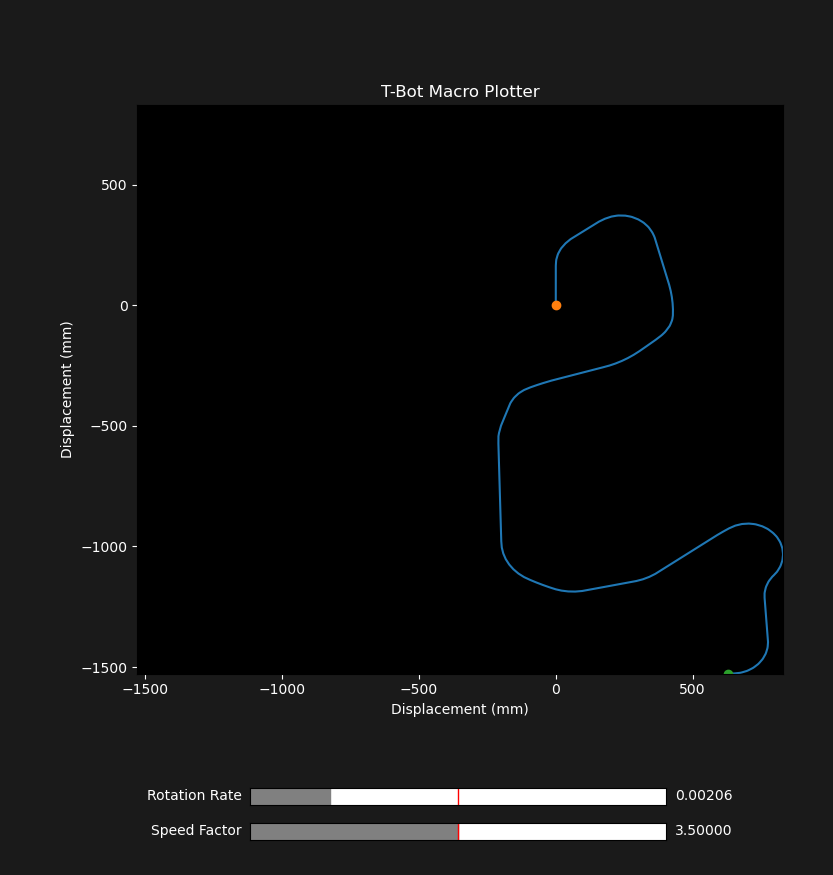 T-Bot Macro Plotter
Displacement (mm)
500
0
−500
−1000
−1500
−1500 −1000 −500 0 500
Displacement (mm)
Rotation Rate 0.00206
Speed Factor 3.50000